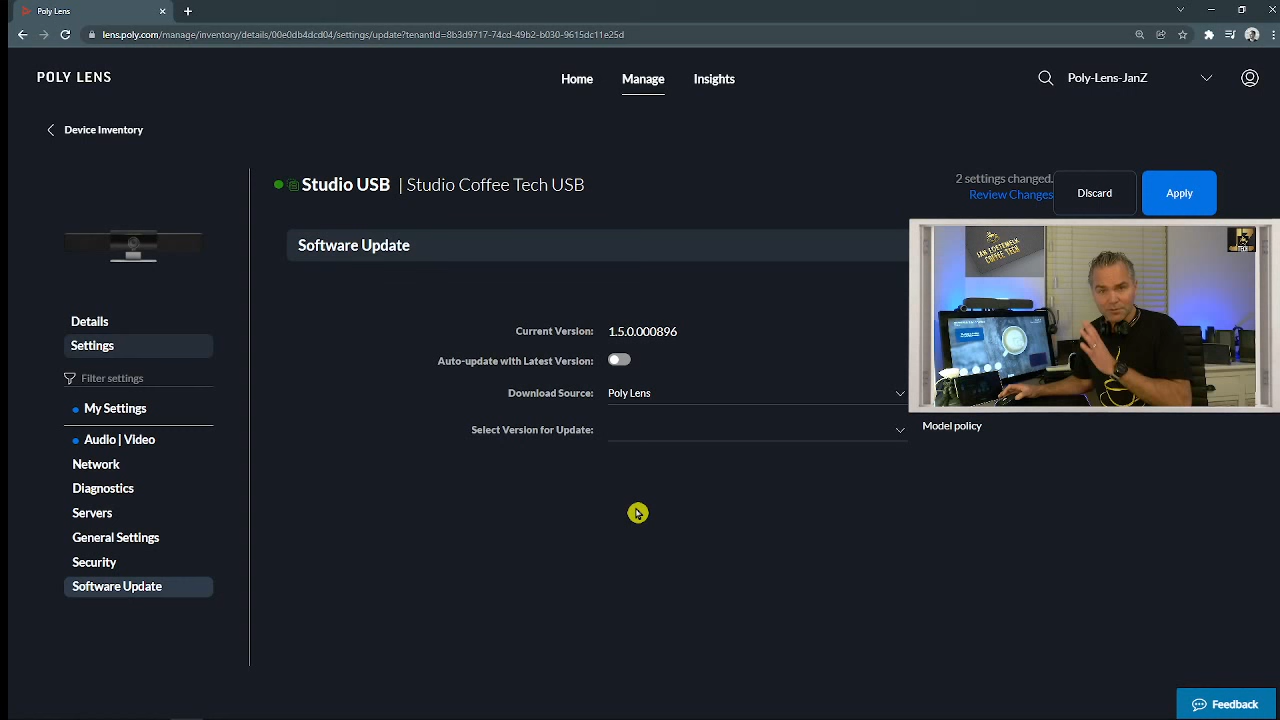 Poly Lens
lens.poly.com/manage/inventory/details/00e0db4dcd04/settings/update?tenantId=8b3d9717-74cd-49b2-b030-9615dc11e25d
POLY LENS
Home
Manage
Insights
Poly-Lens-JanZ
Device Inventory
Studio USB | Studio Coffee Tech USB
2 settings changed.
Review Changes
Discard
Apply
Software Update
Details
Settings
Filter settings
My Settings
Audio | Video
Network
Diagnostics
Servers
General Settings
Security
Software Update
Current Version: 1.5.0.000896
Auto-update with Latest Version:
Download Source: Poly Lens
Select Version for Update:
Model policy
COFFEE TECH
TECH
Feedback